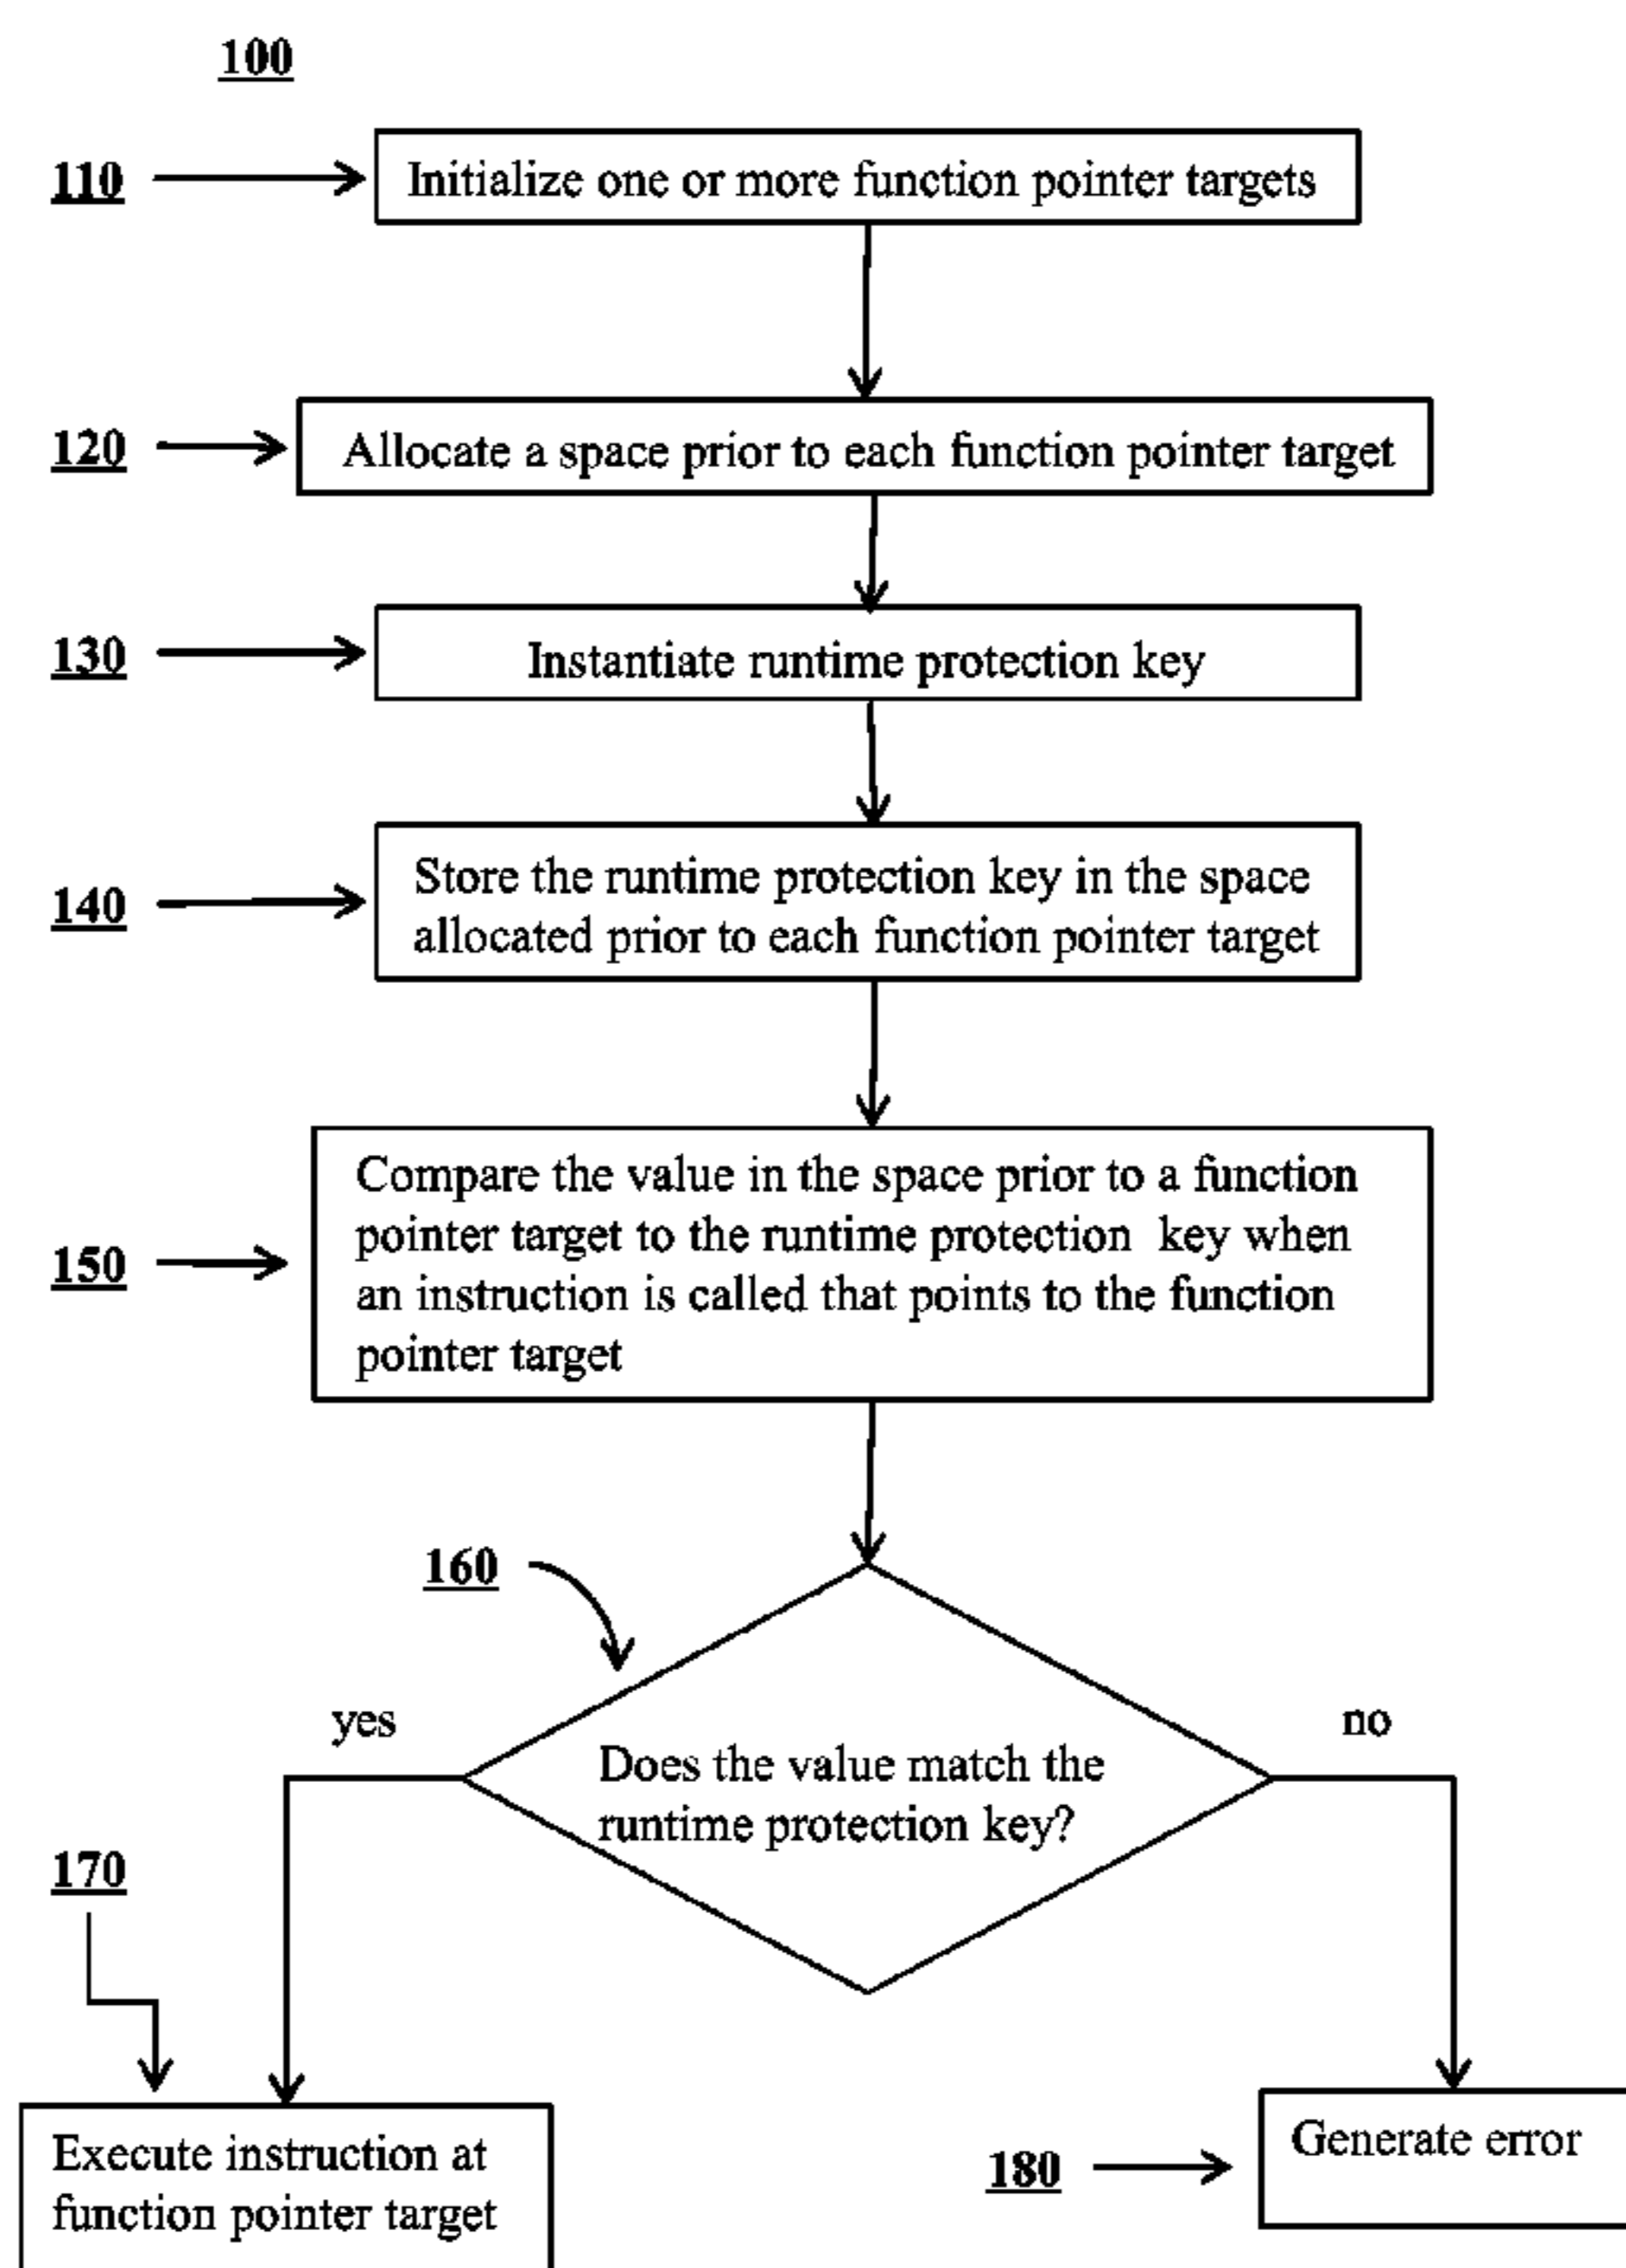 100
110
Initialize one or more function pointer targets
120
Allocate a space prior to each function pointer target
130
Instantiate runtime protection key
140
Store the runtime protection key in the space
allocated prior to each function pointer target
150
Compare the value in the space prior to a function
pointer target to the runtime protection key when
an instruction is called that points to the function
pointer target
160
yes
no
Does the value match the
runtime protection key?
170
Execute instruction at
function pointer target
180
Generate error